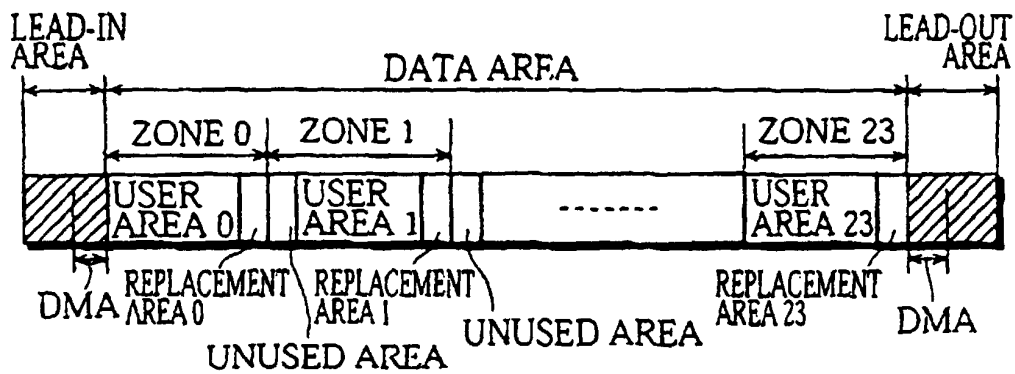 LEAD-IN
AREA
LEAD-OUT
AREA
DATA AREA
ZONE 0
ZONE 1
ZONE 23
USER
AREA 0
USER
AREA 1
USER
AREA 23
DMA
REPLACEMENT
AREA 0
REPLACEMENT
AREA 1
REPLACEMENT
AREA 23
DMA
UNUSED AREA
UNUSED AREA